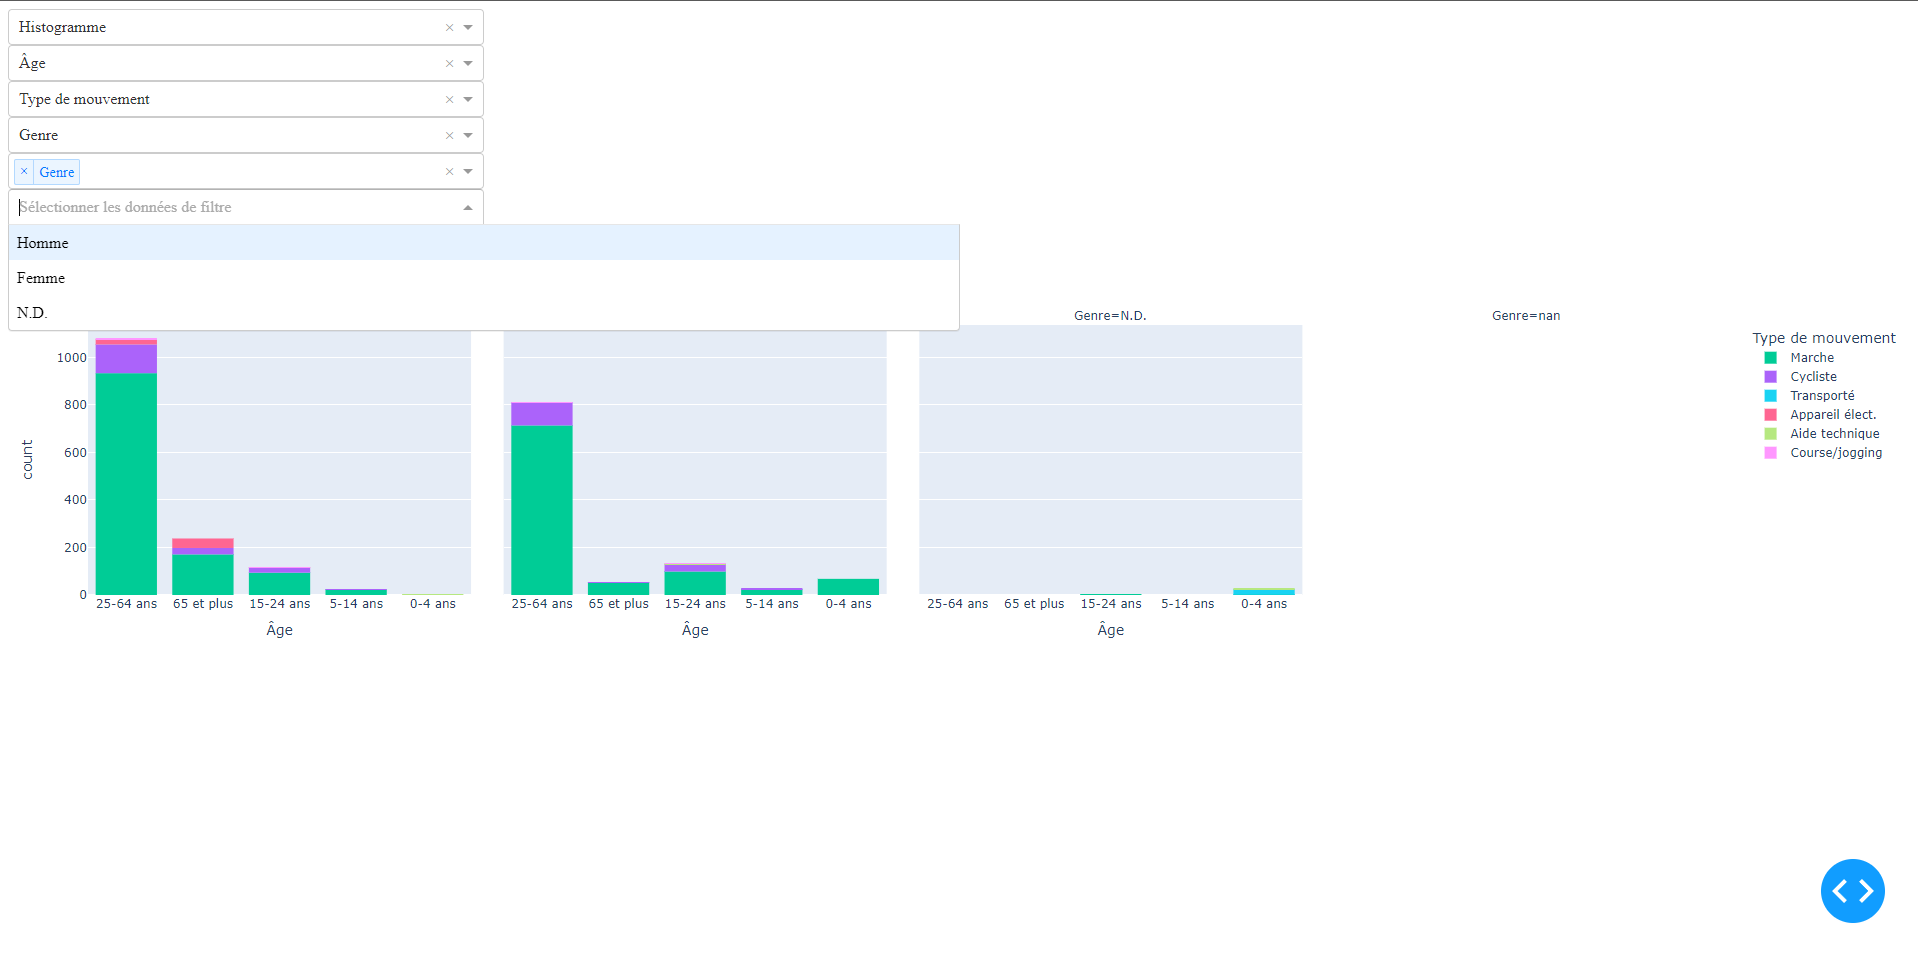 Histogramme
Âge
Type de mouvement
Genre
× Genre
Sélectionner les données de filtre
Homme
Femme
N.D.
Genre=N.D.
Genre=nan
Type de mouvement
Marche
Cycliste
Transporté
Appareil élect.
Aide technique
Course/jogging
count
1000
800
600
400
200
0
25-64 ans 65 et plus 15-24 ans 5-14 ans 0-4 ans
25-64 ans 65 et plus 15-24 ans 5-14 ans 0-4 ans
25-64 ans 65 et plus 15-24 ans 5-14 ans 0-4 ans
Âge
Âge
Âge